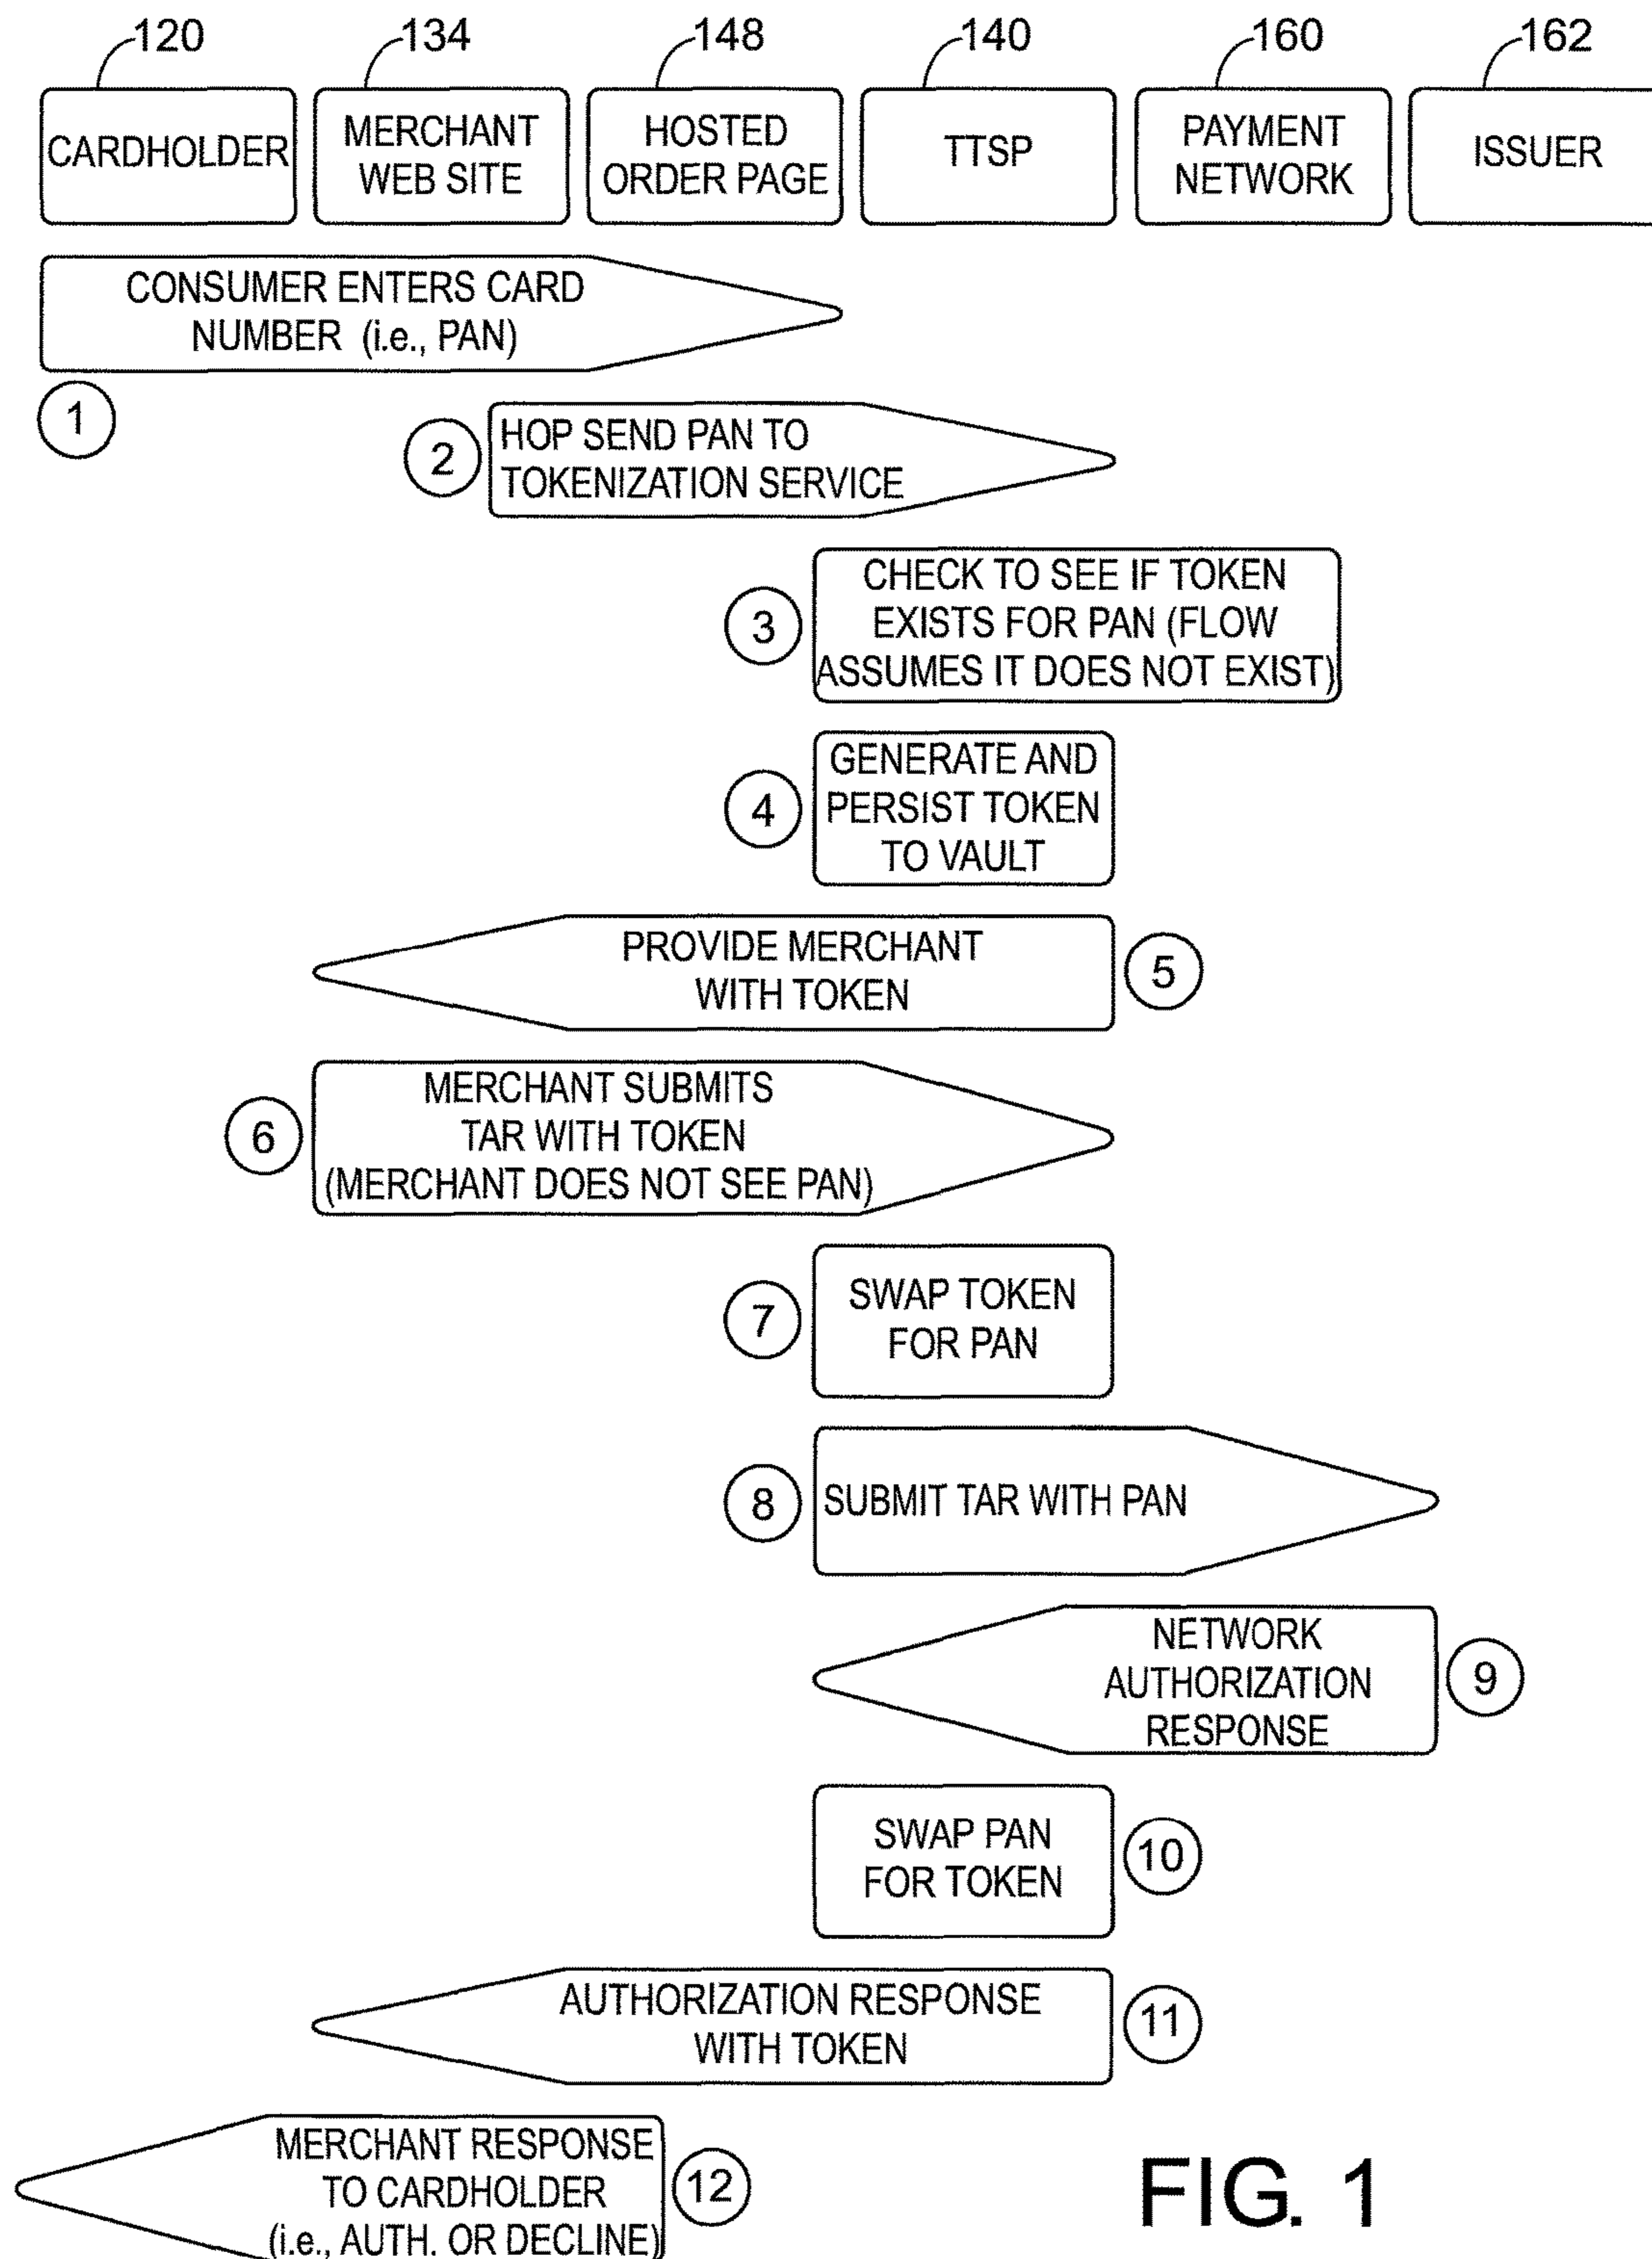 120
134
148
140
160
162
CARDHOLDER
MERCHANT
WEB SITE
HOSTED
ORDER PAGE
TTSP
PAYMENT
NETWORK
ISSUER
CONSUMER ENTERS CARD
NUMBER (i.e., PAN)
1
2
HOP SEND PAN TO
TOKENIZATION SERVICE
3
CHECK TO SEE IF TOKEN
EXISTS FOR PAN (FLOW
ASSUMES IT DOES NOT EXIST)
4
GENERATE AND
PERSIST TOKEN
TO VAULT
PROVIDE MERCHANT
WITH TOKEN
5
6
MERCHANT SUBMITS
TAR WITH TOKEN
(MERCHANT DOES NOT SEE PAN)
7
SWAP TOKEN
FOR PAN
8
SUBMIT TAR WITH PAN
NETWORK
AUTHORIZATION
RESPONSE
9
SWAP PAN
FOR TOKEN
10
AUTHORIZATION RESPONSE
WITH TOKEN
11
MERCHANT RESPONSE
TO CARDHOLDER
(i.e., AUTH. OR DECLINE)
12
FIG. 1